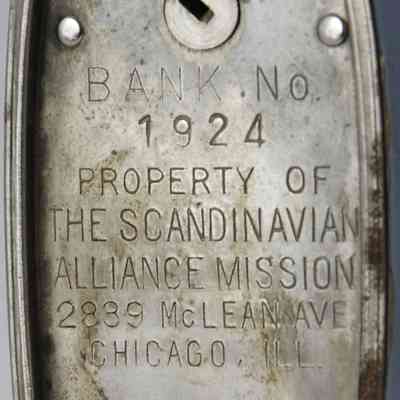 BANK No.
1924
PROPERTY OF
THE SCANDINAVIAN
ALLIANCE MISSION
2839 McLEAN AVE.
CHICAGO, ILL.